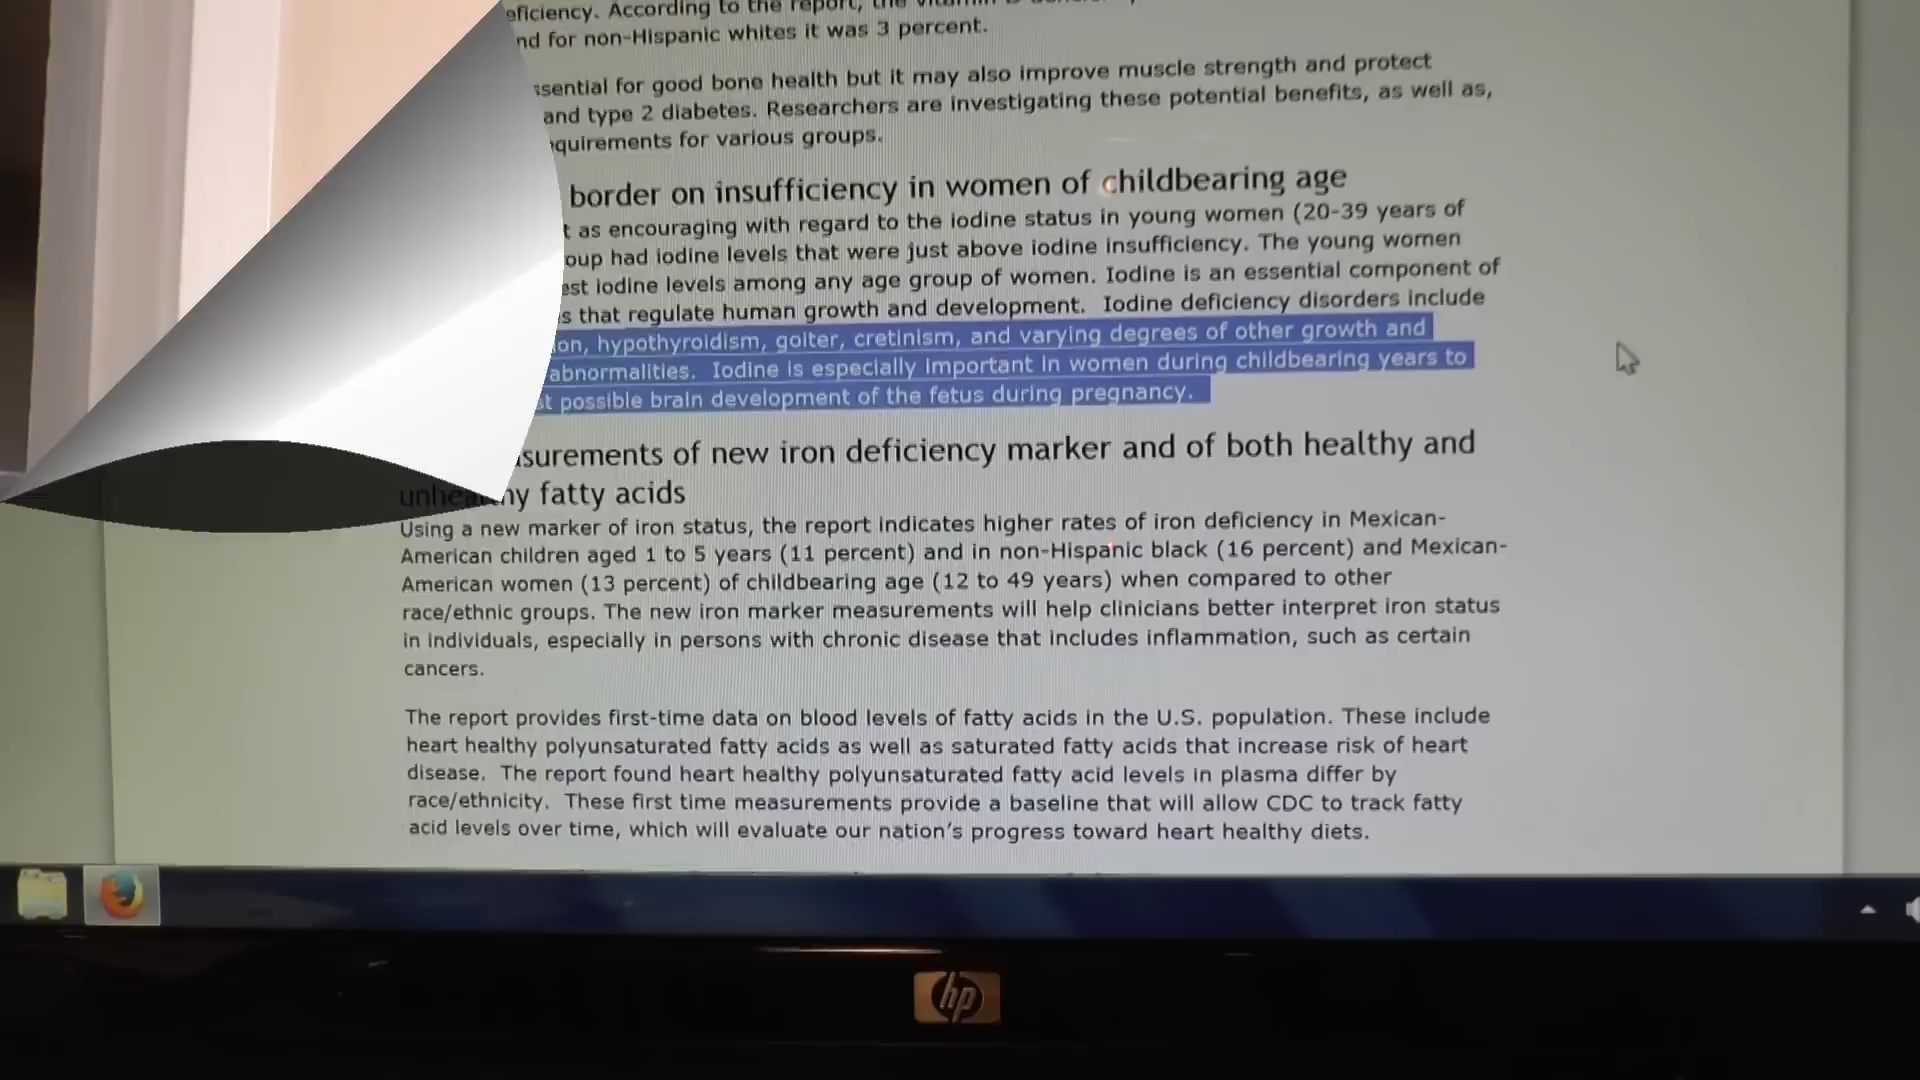 eficiency. According to the report, the vitamin D
nd for non-Hispanic whites it was 3 percent.
ssential for good bone health but it may also improve muscle strength and protect
and type 2 diabetes. Researchers are investigating these potential benefits, as well as,
quirements for various groups.
border on insufficiency in women of childbearing age
t as encouraging with regard to the iodine status in young women (20-39 years of
oup had iodine levels that were just above iodine insufficiency. The young women
est iodine levels among any age group of women. Iodine is an essential component of
s that regulate human growth and development. Iodine deficiency disorders include
on, hypothyroidism, goiter, cretinism, and varying degrees of other growth and
abnormalities. Iodine is especially important in women during childbearing years to
st possible brain development of the fetus during pregnancy.
surements of new iron deficiency marker and of both healthy and
unhealthy fatty acids
Using a new marker of iron status, the report indicates higher rates of iron deficiency in Mexican-
American children aged 1 to 5 years (11 percent) and in non-Hispanic black (16 percent) and Mexican-
American women (13 percent) of childbearing age (12 to 49 years) when compared to other
race/ethnic groups. The new iron marker measurements will help clinicians better interpret iron status
in individuals, especially in persons with chronic disease that includes inflammation, such as certain
cancers.
The report provides first-time data on blood levels of fatty acids in the U.S. population. These include
heart healthy polyunsaturated fatty acids as well as saturated fatty acids that increase risk of heart
disease. The report found heart healthy polyunsaturated fatty acid levels in plasma differ by
race/ethnicity. These first time measurements provide a baseline that will allow CDC to track fatty
acid levels over time, which will evaluate our nation's progress toward heart healthy diets.
hp